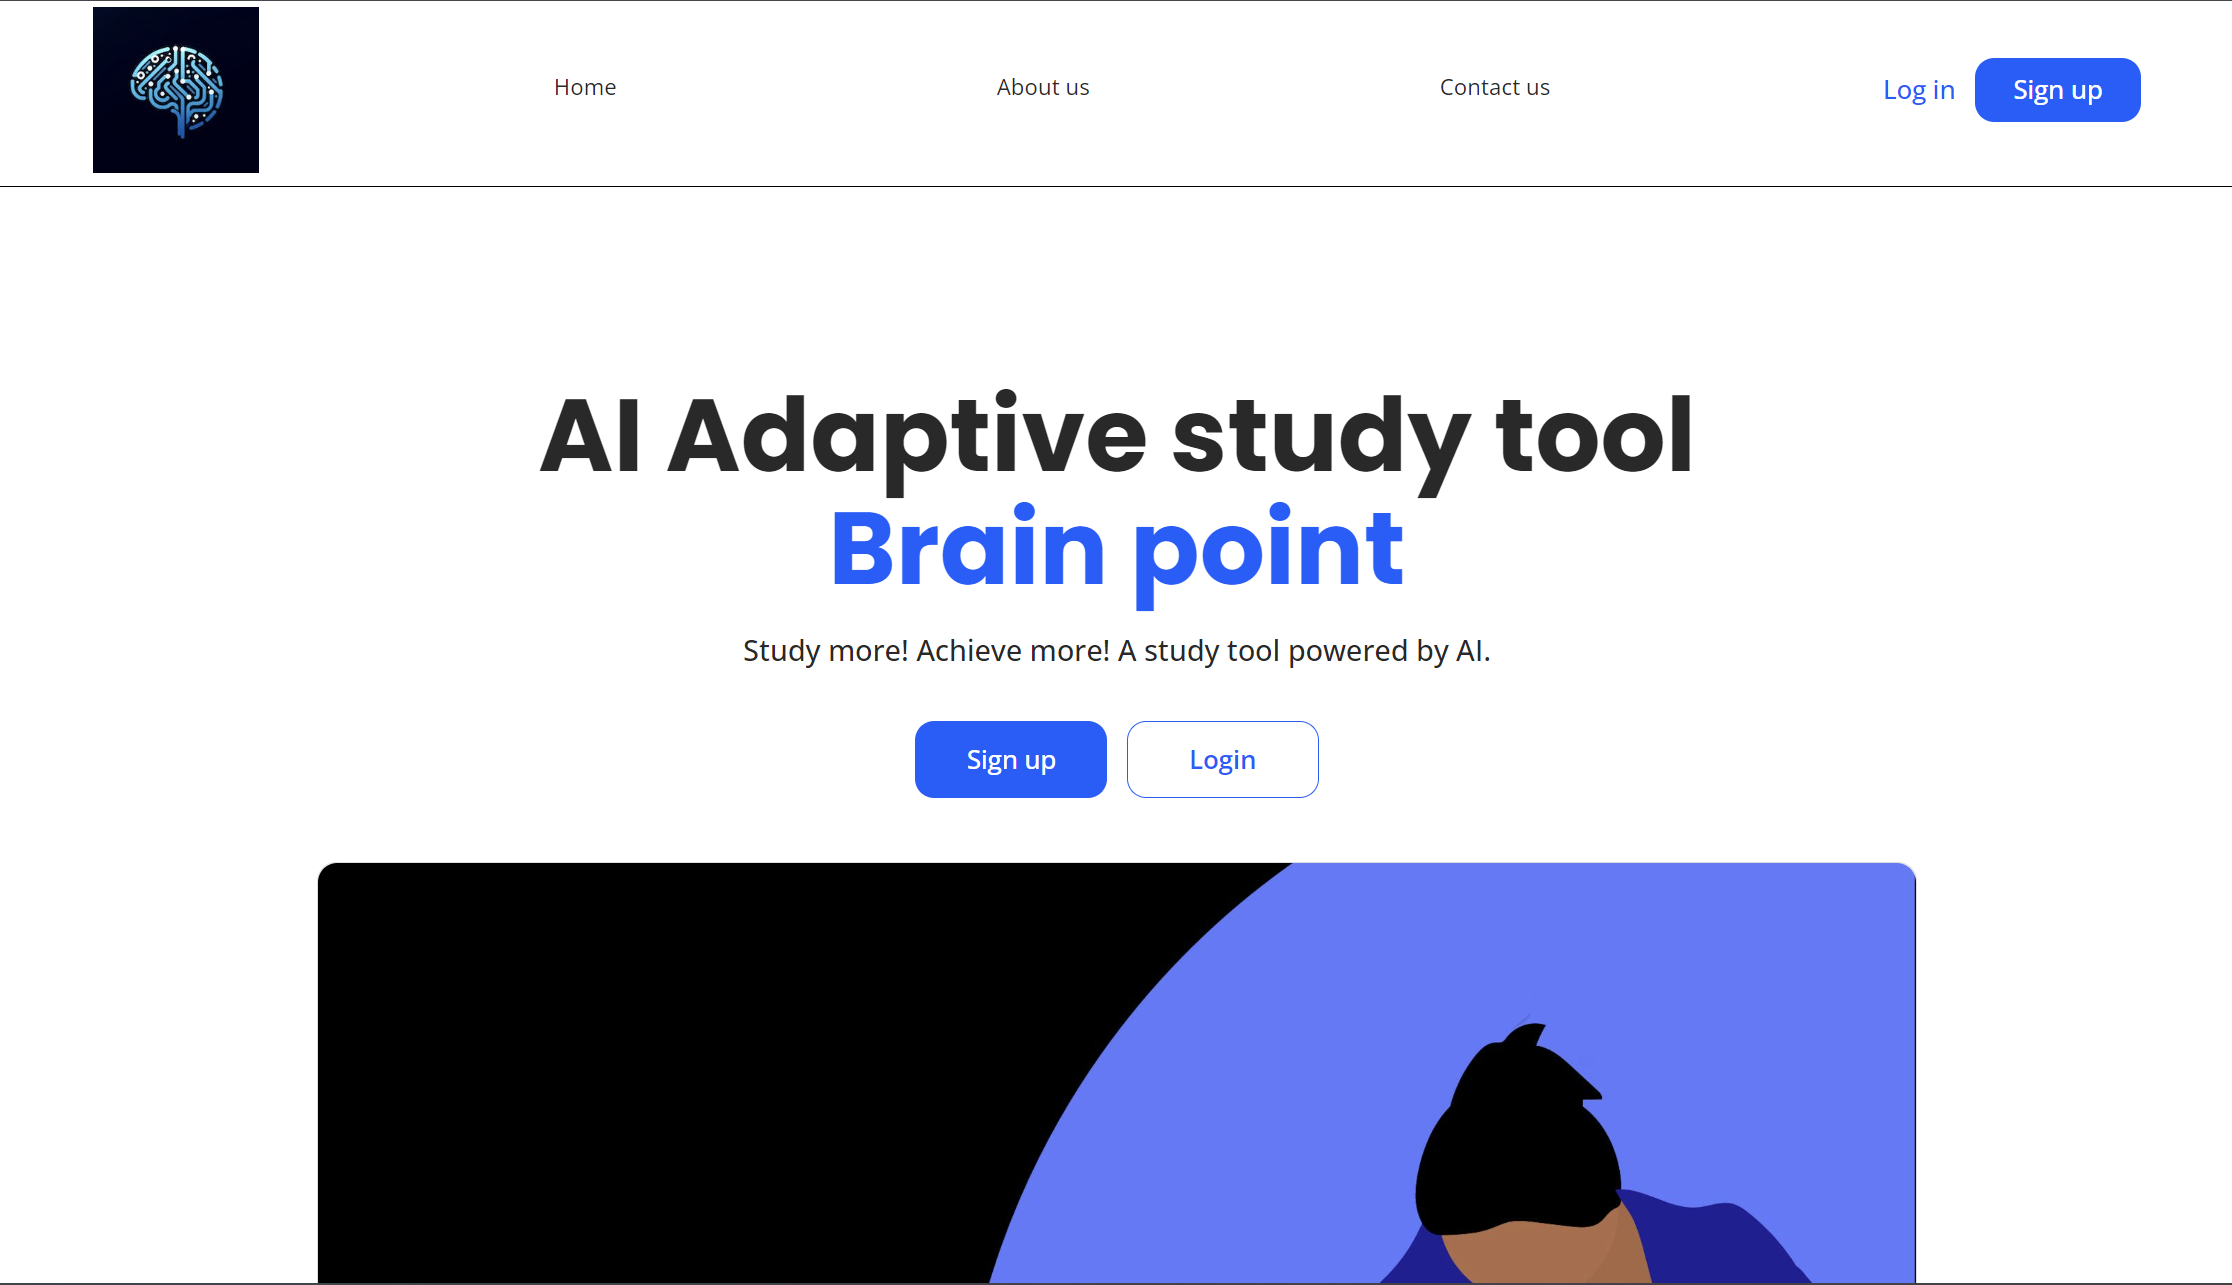 Home
About us
Contact us
Log in
Sign up
AI Adaptive study tool
Brain point
Study more! Achieve more! A study tool powered by AI.
Sign up
Login